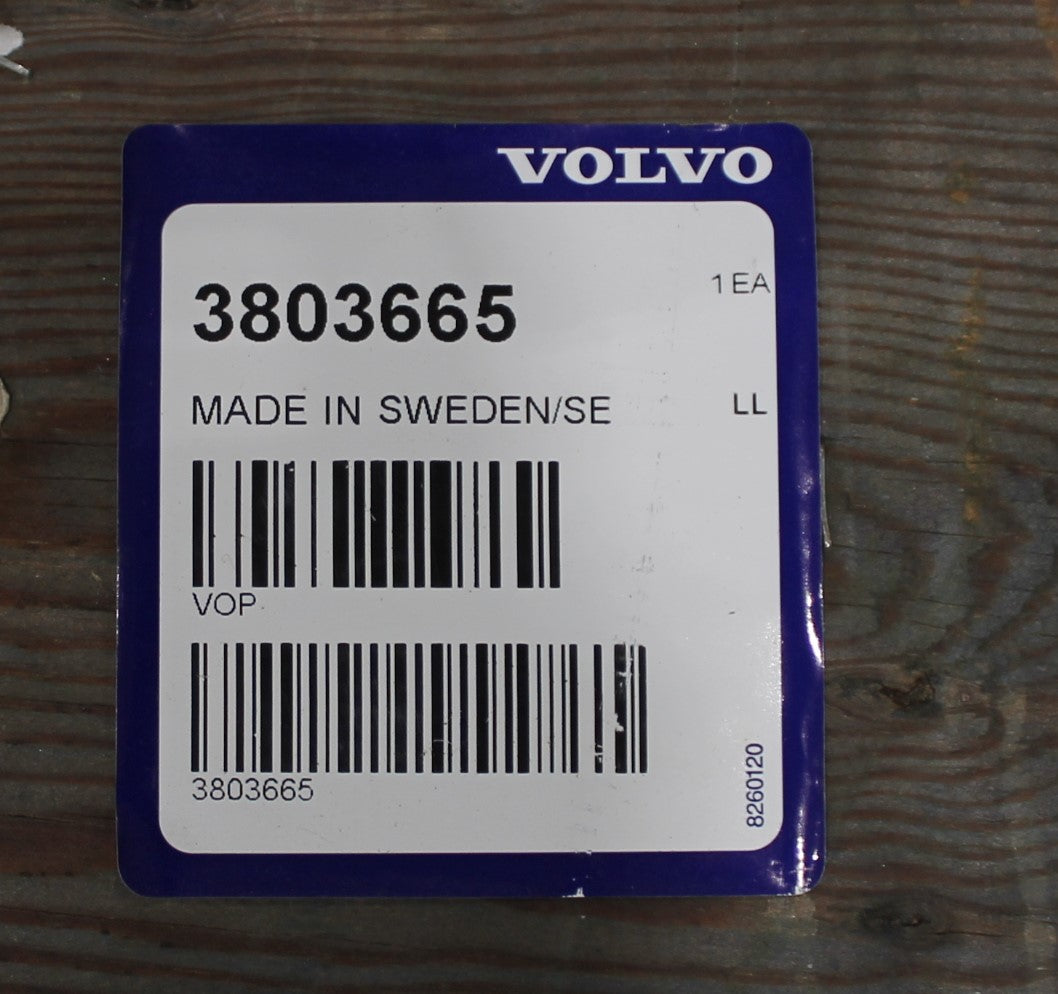 VOLVO
3803665
1 EA
MADE IN SWEDEN/SE
LL
VOP
3803665
8260120